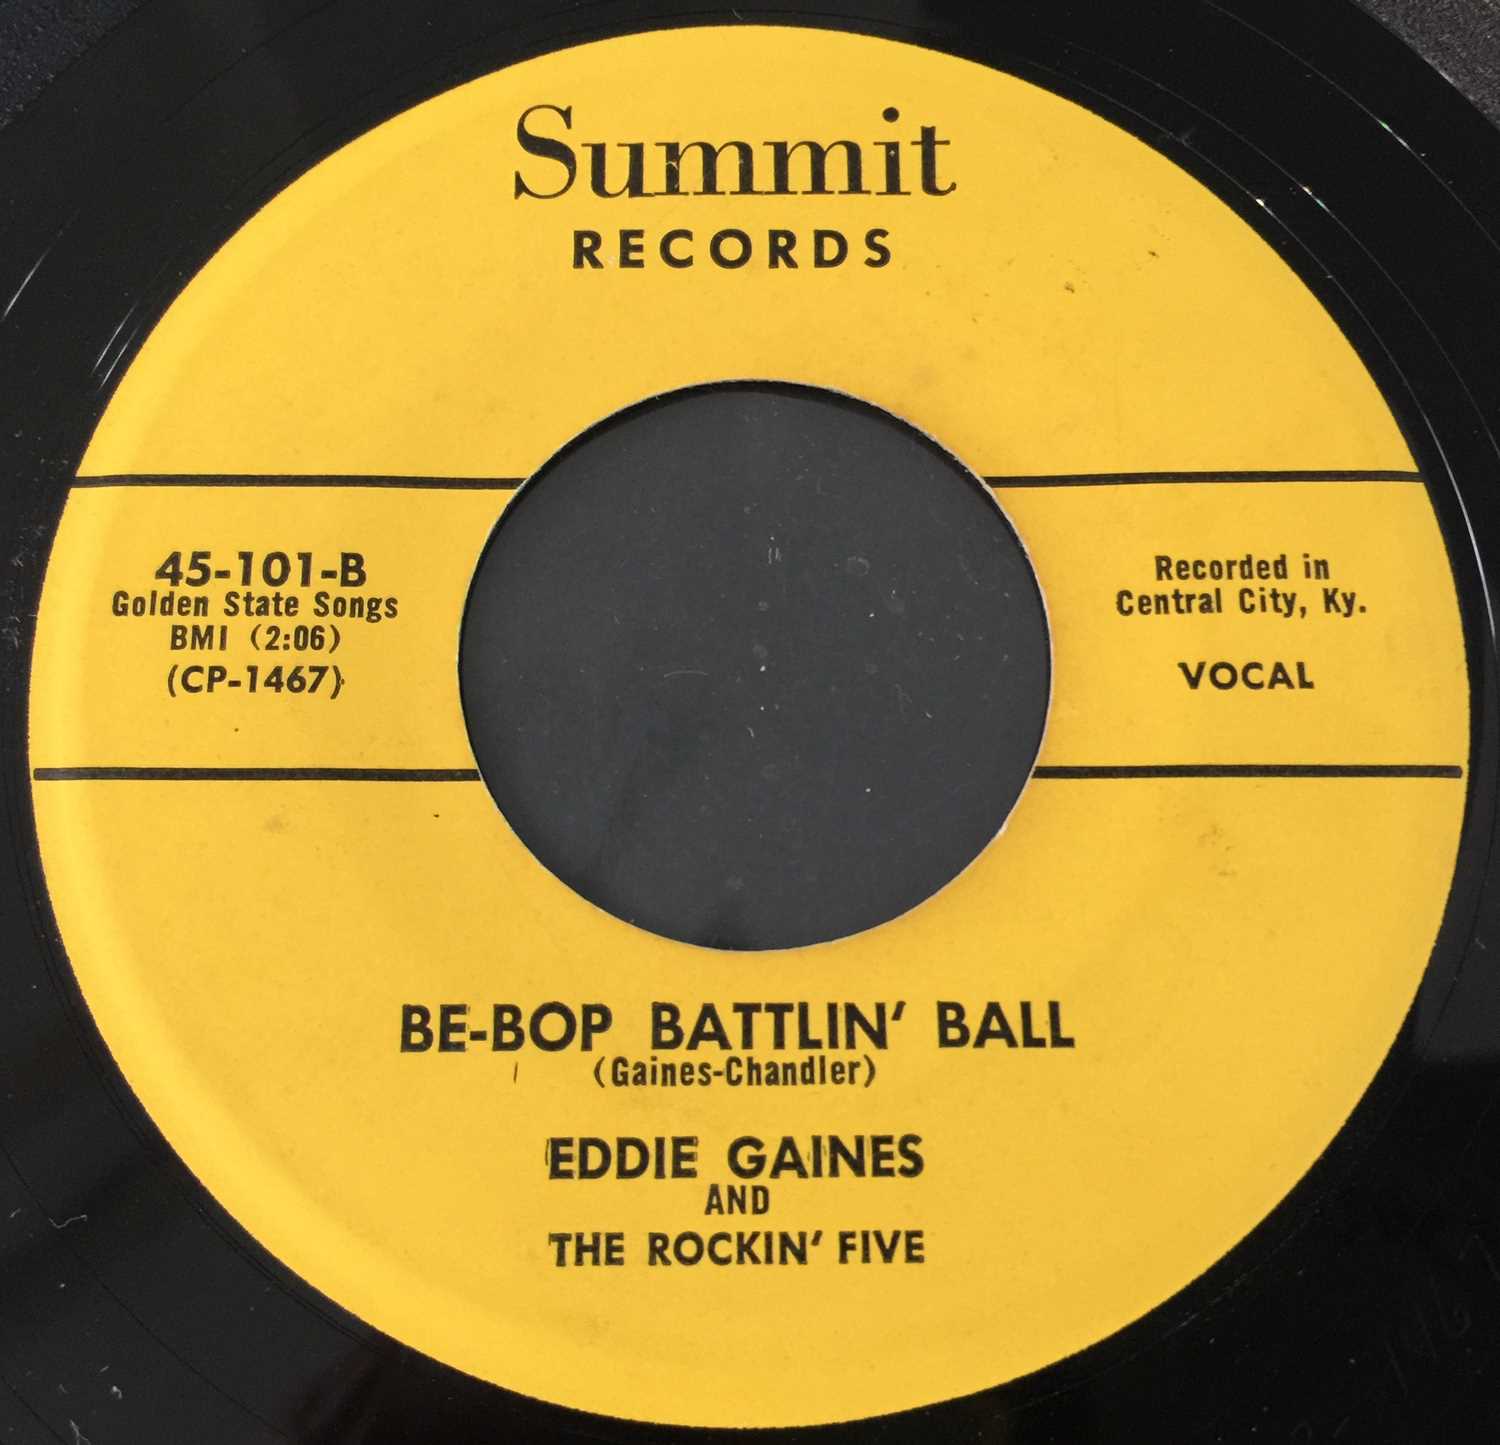 Summit
RECORDS
45-101-B
Golden State Songs
BMI (2:06)
(CP-1467)
Recorded in
Central City, Ky.
VOCAL
BE-BOP BATTLIN' BALL
(Gaines-Chandler)
EDDIE GAINES
AND
THE ROCKIN' FIVE